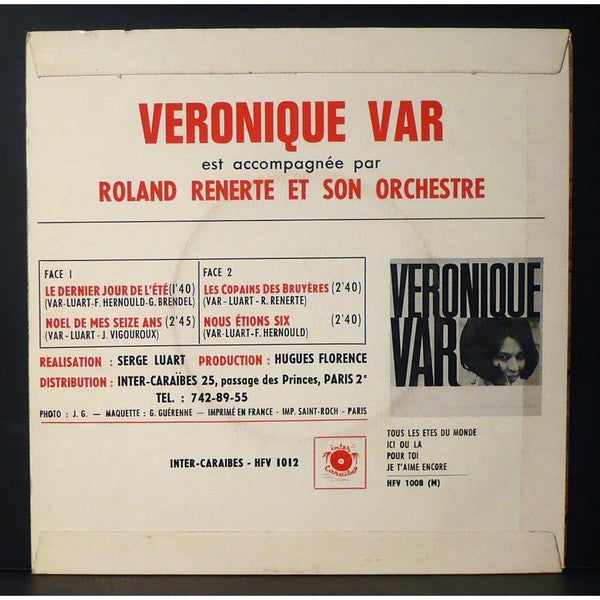 VERONIQUE VAR
est accompagnée par
ROLAND RENERTE ET SON ORCHESTRE
FACE 1
LE DERNIER JOUR DE L'ÉTÉ (1'40)
(VAR-LUART-F. HERNOULD-G. BRENDEL)
NOEL DE MES SEIZE ANS (2'45)
(VAR - LUART - J. VIGOUROUX)
FACE 2
LES COPAINS DES BRUYÈRES (2'40)
(VAR - LUART - R. RENERTE)
NOUS ÉTIONS SIX (2'40)
(VAR-LUART-F. HERNOULD)
REALISATION : SERGE LUART PRODUCTION : HUGUES FLORENCE
DISTRIBUTION : INTER-CARAÏBES 25, passage des Princes, PARIS 2e
TEL. : 742-89-55
PHOTO : J. G. — MAQUETTE : G. GUÉRENNE — IMPRIMÉ EN FRANCE - IMP. SAINT-ROCH - PARIS
INTER-CARAIBES - HFV 1012
inter
Caraibes
VERONIQUE
VAR
TOUS LES ETES DU MONDE
ICI OU LA
POUR TOI
JE T'AIME ENCORE
HFV 1008 (M)